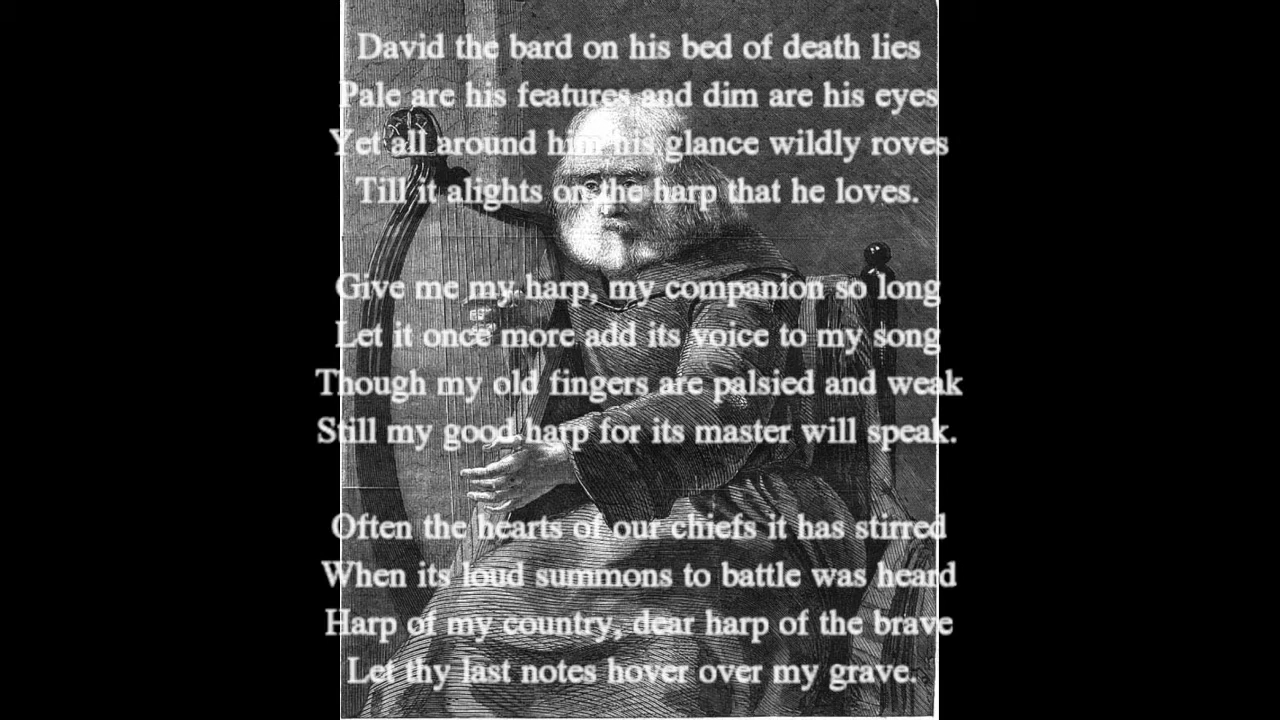 David the bard on his bed of death lies
Pale are his features and dim are his eyes
Yet all around him his glance wildly roves
Till it alights on the harp that he loves.
Give me my harp, my companion so long
Let it once more add its voice to my song
Though my old fingers are palsied and weak
Still my good harp for its master will speak.
Often the hearts of our chiefs it has stirred
When its loud summons to battle was heard
Harp of my country, dear harp of the brave
Let thy last notes hover over my grave.